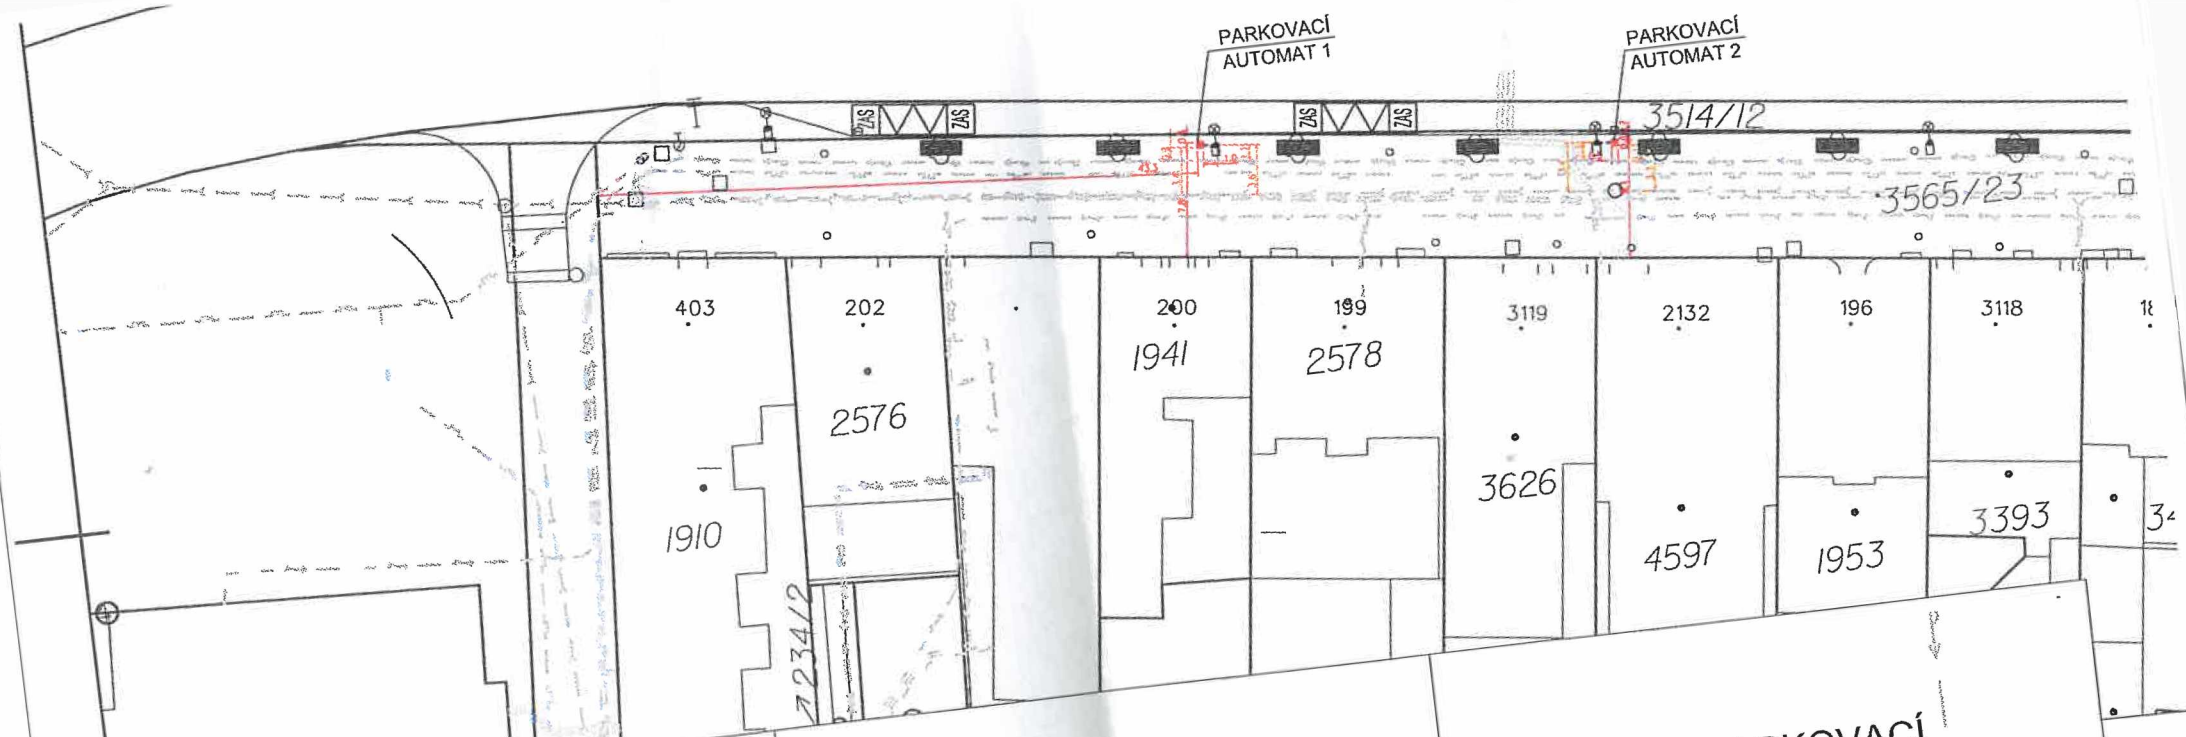 PARKOVACÍ
AUTOMAT 1
PARKOVACÍ
AUTOMAT 2
ZAS
ZAS
ZAS
ZAS
3514/12
3565/23
403
202
200
199
3119
2132
196
3118
1941
2578
2576
3626
3393
1910
4597
1953
234/2